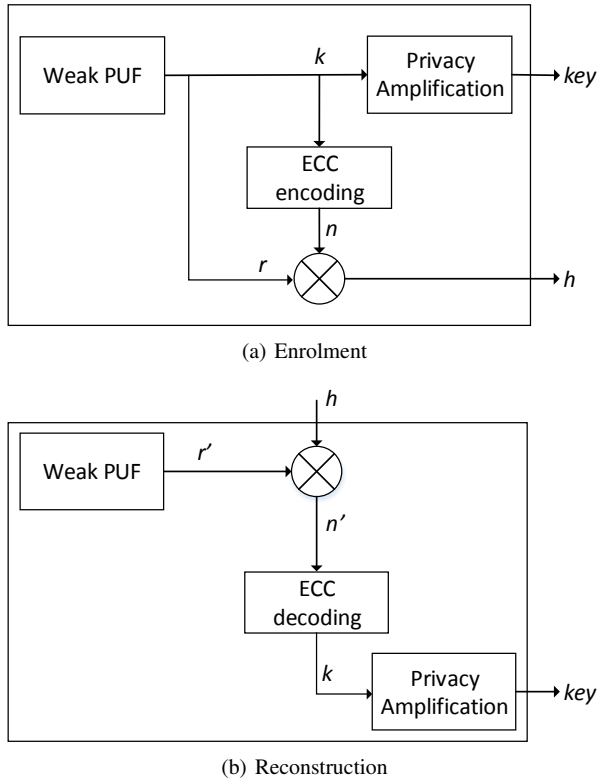 Weak PUF
k
Privacy
Amplification
key
ECC
encoding
n
r
h
(a) Enrolment
h
Weak PUF
r'
n'
ECC
decoding
k
Privacy
Amplification
key
(b) Reconstruction